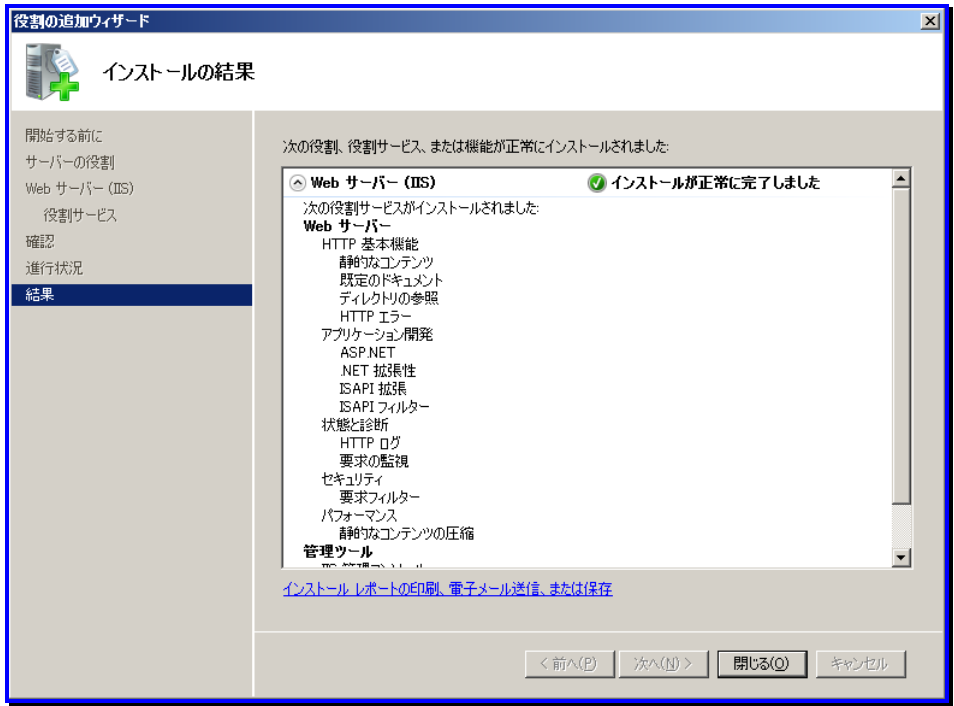 役割の追加ウィザード
インストールの結果
開始する前に
サーバーの役割
Web サーバー (IIS)
役割サービス
確認
進行状況
結果
次の役割、役割サービス、または機能が正常にインストールされました:
Web サーバー (IIS)
インストールが正常に完了しました
次の役割サービスがインストールされました:
Web サーバー
HTTP 基本機能
静的なコンテンツ
既定のドキュメント
ディレクトリの参照
HTTP エラー
アプリケーション開発
ASP.NET
.NET 拡張性
ISAPI 拡張
ISAPI フィルター
状態と診断
HTTP ログ
要求の監視
セキュリティ
要求フィルター
パフォーマンス
静的なコンテンツの圧縮
管理ツール
IIS 管理コンソール
インストール レポートの印刷、電子メール送信、または保存
< 前へ(P)
次へ(N) >
閉じる(O)
キャンセル